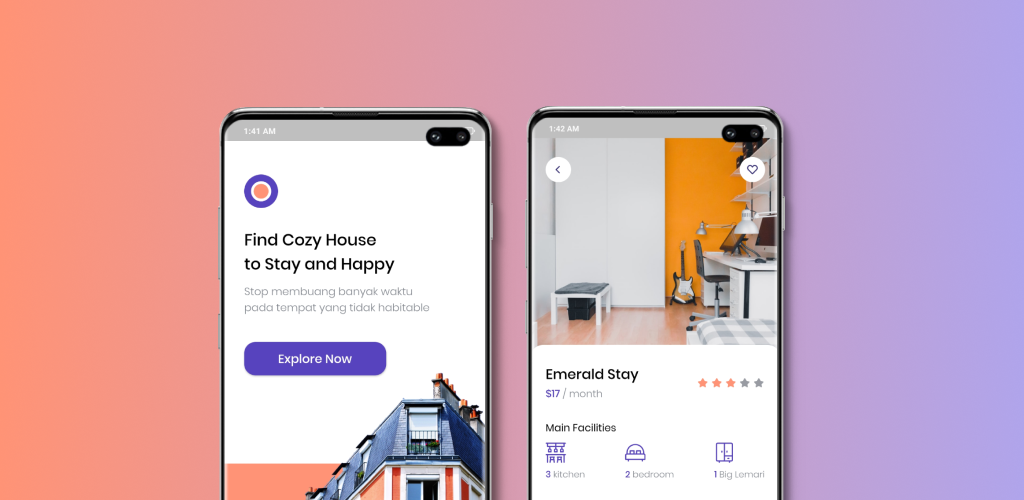 1:41 AM
Find Cozy House
to Stay and Happy
Stop membuang banyak waktu
pada tempat yang tidak habitable
Explore Now
1:42 AM
Emerald Stay
$17 / month
Main Facilities
3 kitchen
2 bedroom
1 Big Lemari